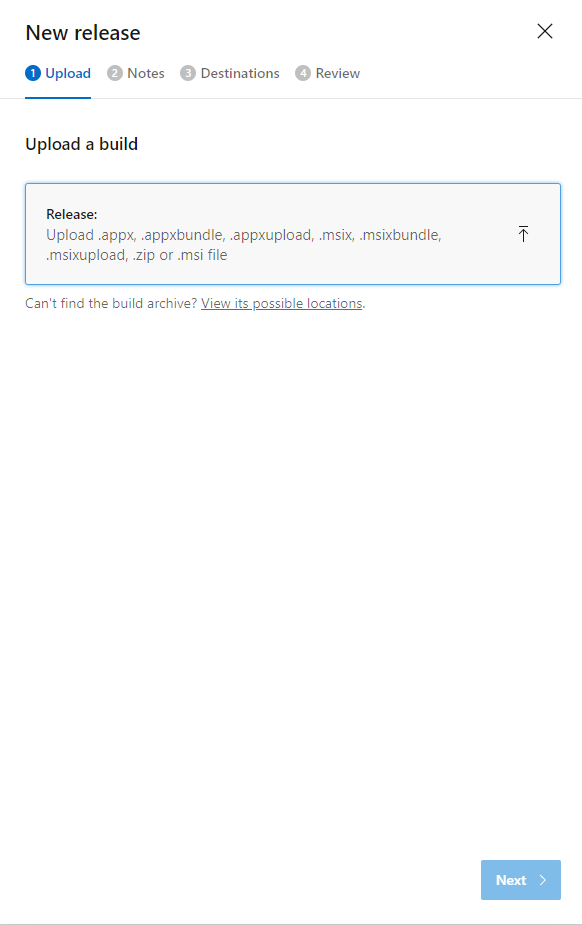 New release
1 Upload 2 Notes 3 Destinations 4 Review
Upload a build
Release:
Upload .appx, .appxbundle, .appxupload, .msix, .msixbundle,
.msixupload, .zip or .msi file
Can't find the build archive? View its possible locations.
Next